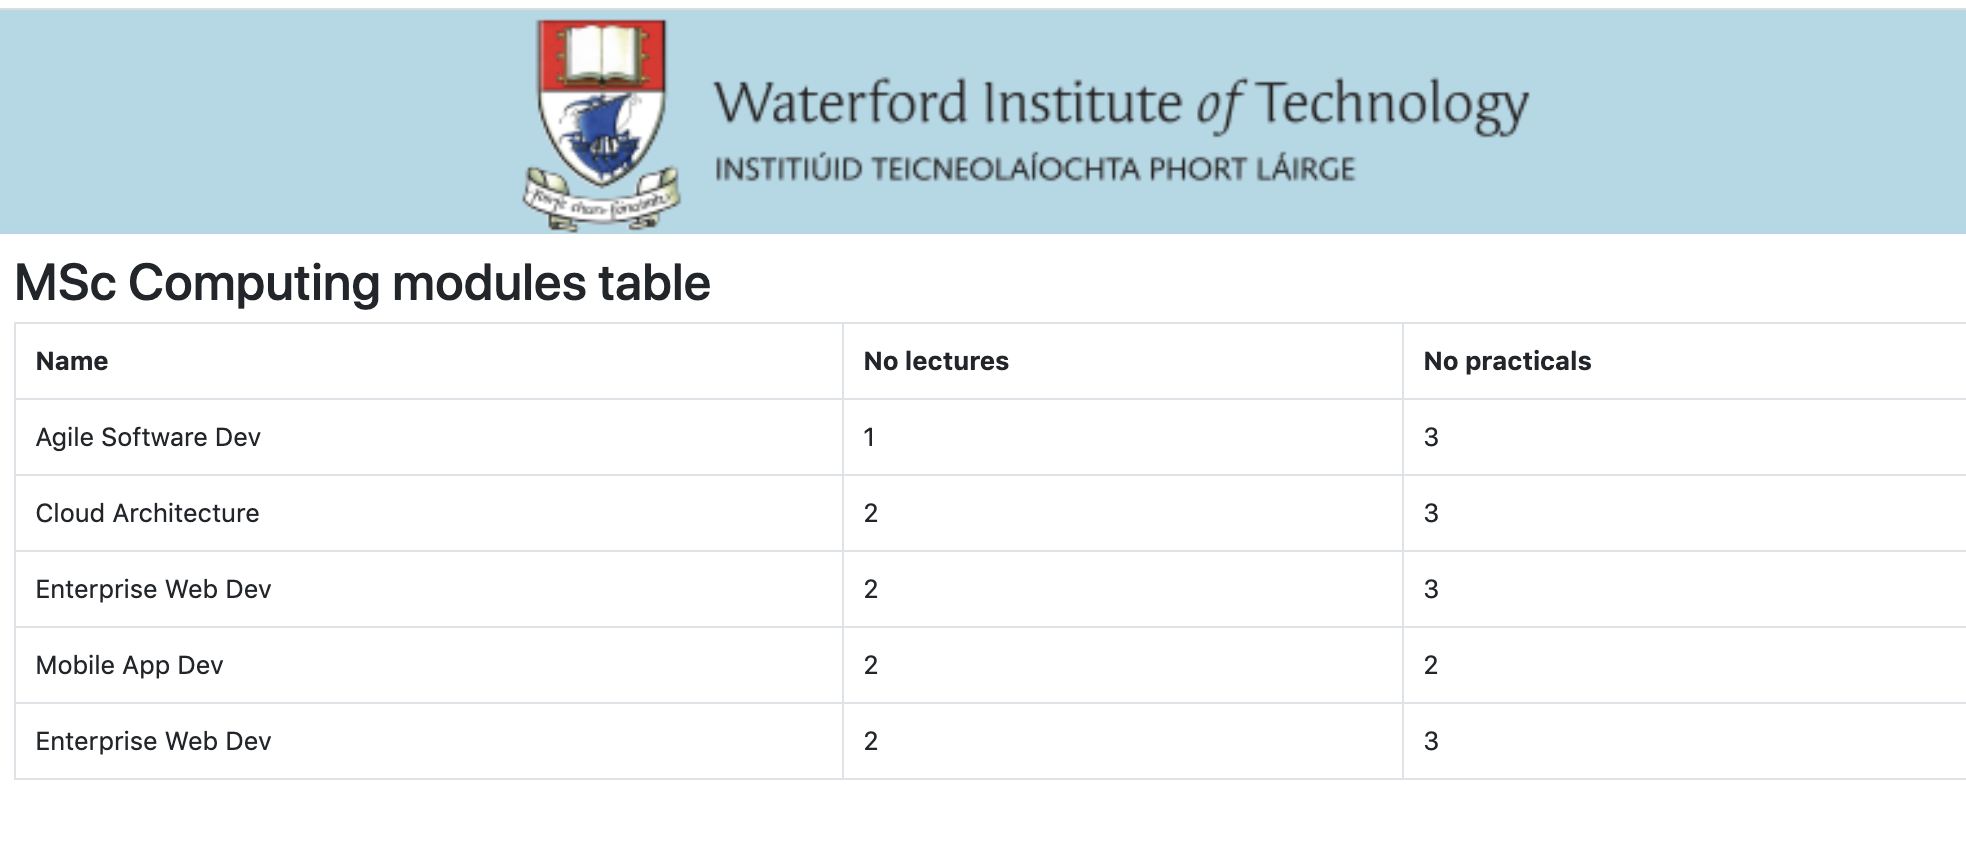 Waterford Institute of Technology
INSTITIÚID TEICNEOLAÍOCHTA PHORT LÁIRGE
MSc Computing modules table
Name No lectures No practicals
Agile Software Dev 1 3
Cloud Architecture 2 3
Enterprise Web Dev 2 3
Mobile App Dev 2 2
Enterprise Web Dev 2 3